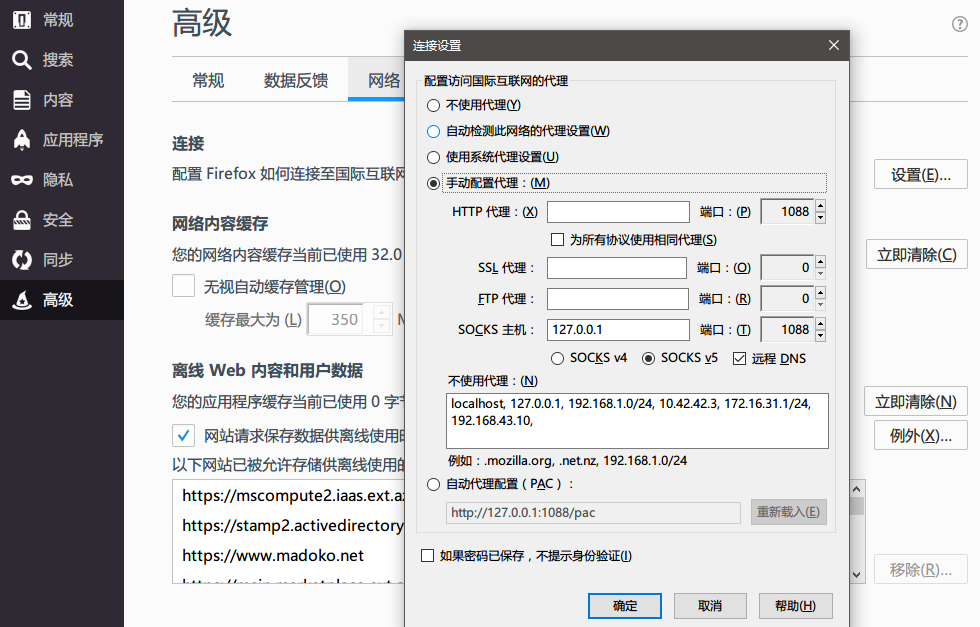 常规
搜索
内容
应用程序
隐私
安全
同步
高级
高级
常规 数据反馈 网络
连接
配置 Firefox 如何连接至国际互联网
设置(E)...
网络内容缓存
您的网络内容缓存当前已使用 32.0
立即清除(C)
无视自动缓存管理(O)
缓存最大为 (L) 350
离线 Web 内容和用户数据
您的应用程序缓存当前已使用 0 字节
立即清除(N)
网站请求保存数据供离线使用时
例外(X)...
以下网站已被允许存储供离线使用的
https://mscompute2.iaas.ext.az
https://stamp2.activedirectory
https://www.madoko.net
移除(R)...
连接设置
配置访问国际互联网的代理
不使用代理(Y)
自动检测此网络的代理设置(W)
使用系统代理设置(U)
手动配置代理：(M)
HTTP 代理：(X) 端口：(P) 1088
为所有协议使用相同代理(S)
SSL 代理： 端口：(O) 0
FTP 代理： 端口：(R) 0
SOCKS 主机： 127.0.0.1 端口：(T) 1088
SOCKS v4 SOCKS v5 远程 DNS
不使用代理：(N)
localhost, 127.0.0.1, 192.168.1.0/24, 10.42.42.3, 172.16.31.1/24,
192.168.43.10,
例如：.mozilla.org, .net.nz, 192.168.1.0/24
自动代理配置（PAC）：
http://127.0.0.1:1088/pac 重新载入(E)
如果密码已保存，不提示身份验证(I)
确定 取消 帮助(H)